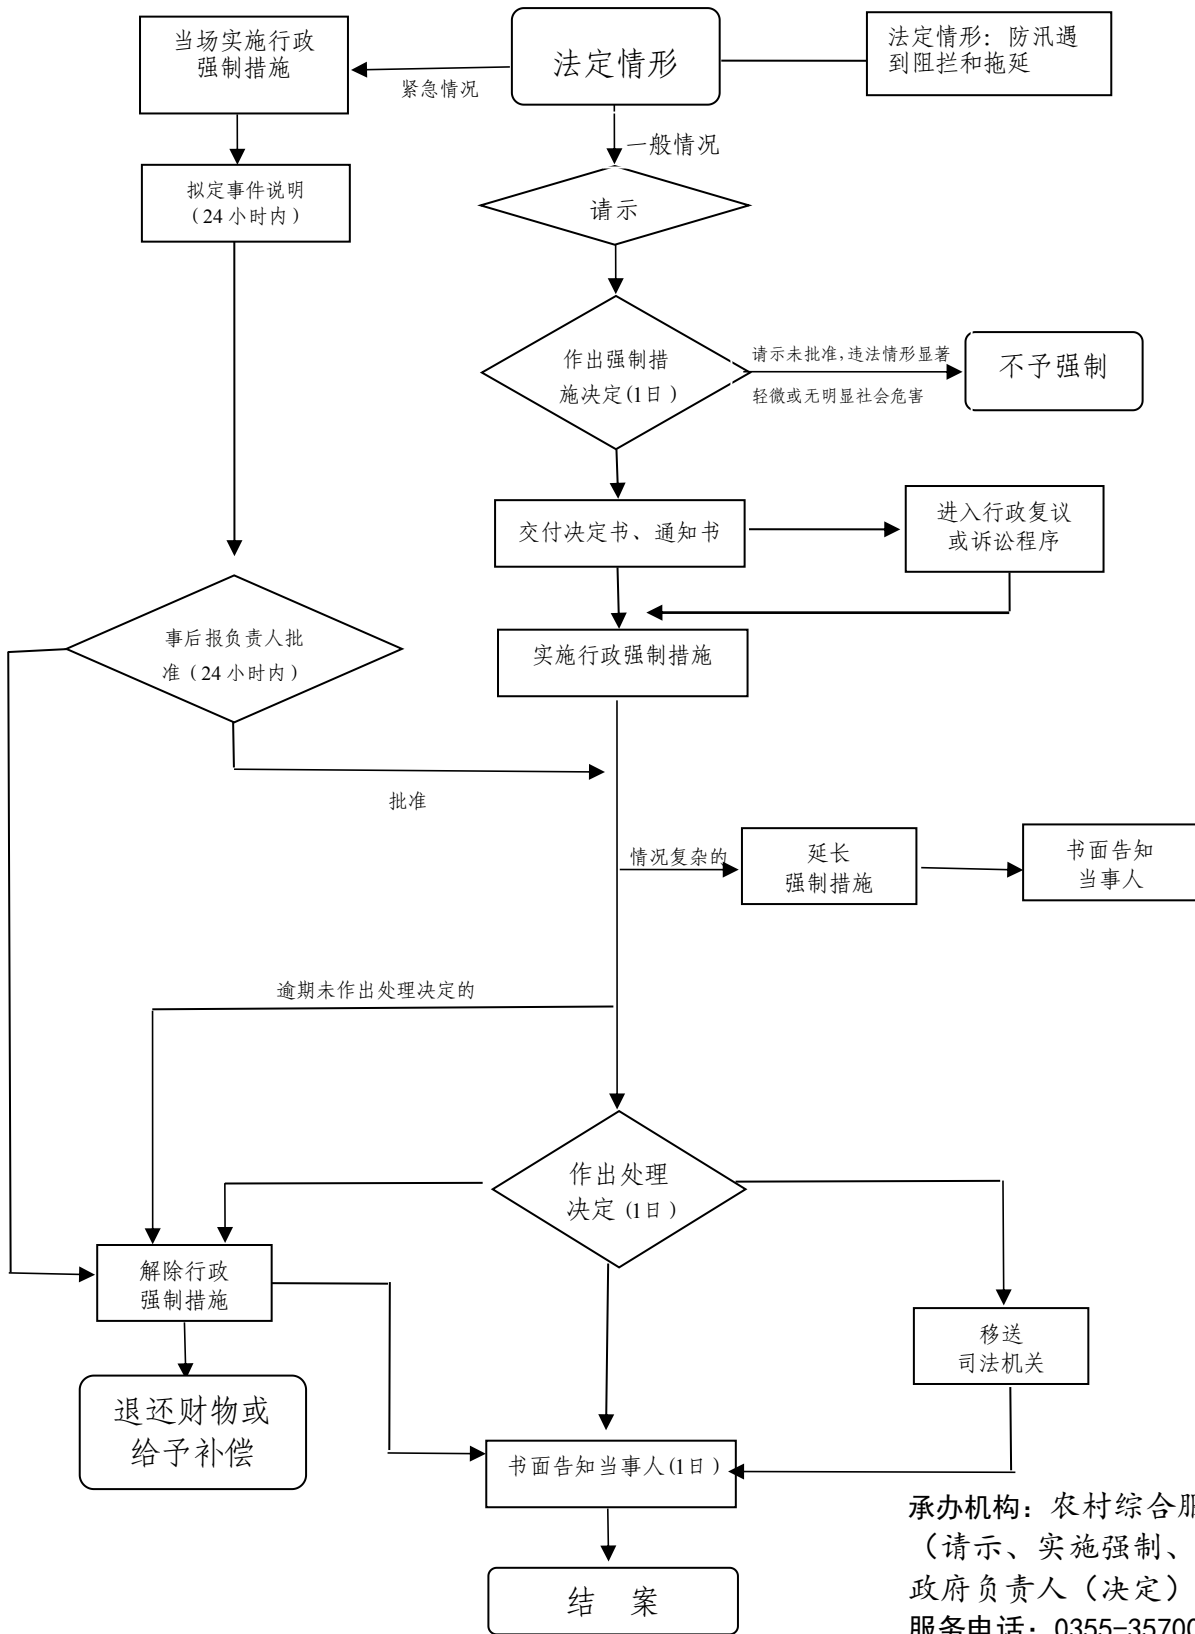 当场实施行政
强制措施
法定情形
法定情形：防汛遇
到阻拦和拖延
紧急情况
一般情况
拟定事件说明
（24小时内）
请示
作出强制措
施决定(1日)
请示未批准,违法情形显著
轻微或无明显社会危害
不予强制
交付决定书、通知书
进入行政复议
或诉讼程序
事后报负责人批
准（24小时内）
实施行政强制措施
批准
情况复杂的
延长
强制措施
书面告知
当事人
逾期未作出处理决定的
作出处理
决定(1日)
解除行政
强制措施
移送
司法机关
退还财物或
给予补偿
书面告知当事人(1日)
结 案
承办机构：农村综合服
（请示、实施强制、
政府负责人（决定）
服务电话：0355-35700